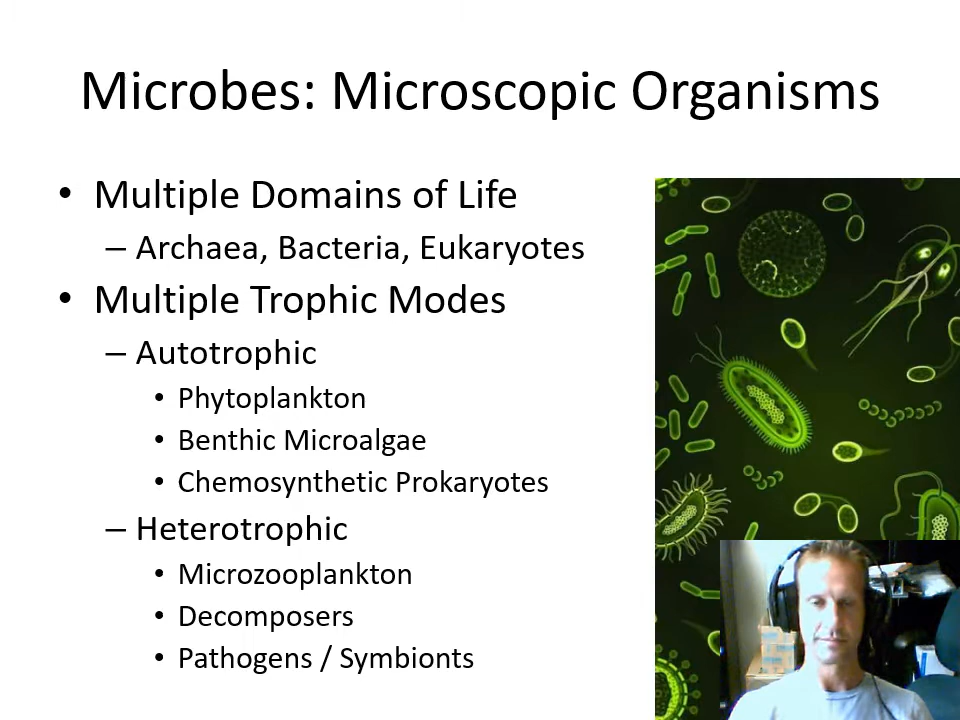 Microbes: Microscopic Organisms
• Multiple Domains of Life
– Archaea, Bacteria, Eukaryotes
• Multiple Trophic Modes
– Autotrophic
• Phytoplankton
• Benthic Microalgae
• Chemosynthetic Prokaryotes
– Heterotrophic
• Microzooplankton
• Decomposers
• Pathogens / Symbionts